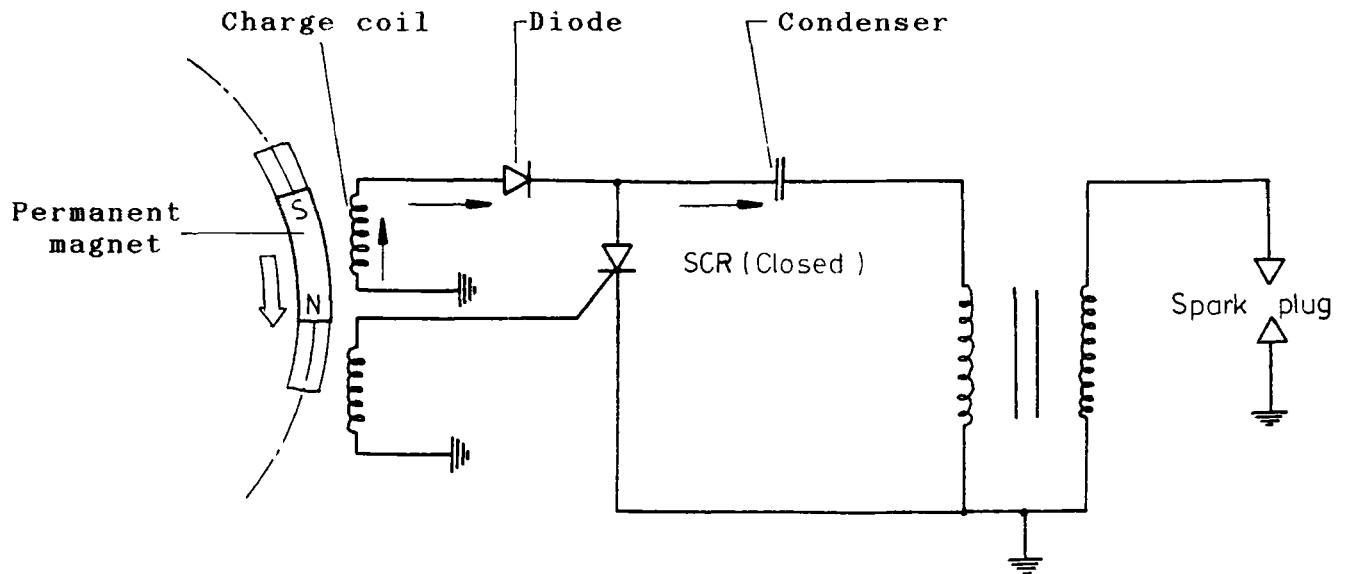 Charge coil
Diode
Condenser
Permanent
magnet
S
N
SCR (Closed)
Spark plug